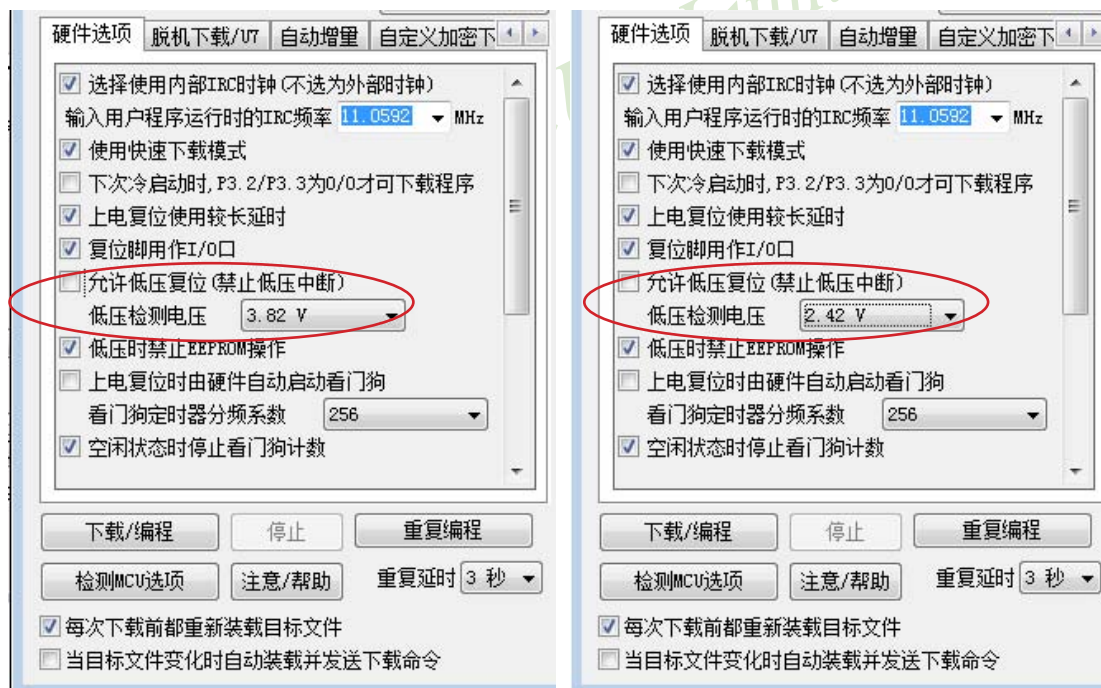 硬件选项 脱机下载/U7 自动增量 自定义加密下
选择使用内部IRC时钟(不选为外部时钟)
输入用户程序运行时的IRC频率 11.0592 MHz
使用快速下载模式
下次冷启动时,P3.2/P3.3为0/0才可下载程序
上电复位使用较长延时
复位脚用作I/O口
允许低压复位(禁止低压中断)
低压检测电压 3.82 V
低压时禁止EEPROM操作
上电复位时由硬件自动启动看门狗
看门狗定时器分频系数 256
空闲状态时停止看门狗计数
下载/编程 停止 重复编程
检测MCU选项 注意/帮助 重复延时 3 秒
每次下载前都重新装载目标文件
当目标文件变化时自动装载并发送下载命令
硬件选项 脱机下载/U7 自动增量 自定义加密下
选择使用内部IRC时钟(不选为外部时钟)
输入用户程序运行时的IRC频率 11.0592 MHz
使用快速下载模式
下次冷启动时,P3.2/P3.3为0/0才可下载程序
上电复位使用较长延时
复位脚用作I/O口
允许低压复位(禁止低压中断)
低压检测电压 2.42 V
低压时禁止EEPROM操作
上电复位时由硬件自动启动看门狗
看门狗定时器分频系数 256
空闲状态时停止看门狗计数
下载/编程 停止 重复编程
检测MCU选项 注意/帮助 重复延时 3 秒
每次下载前都重新装载目标文件
当目标文件变化时自动装载并发送下载命令